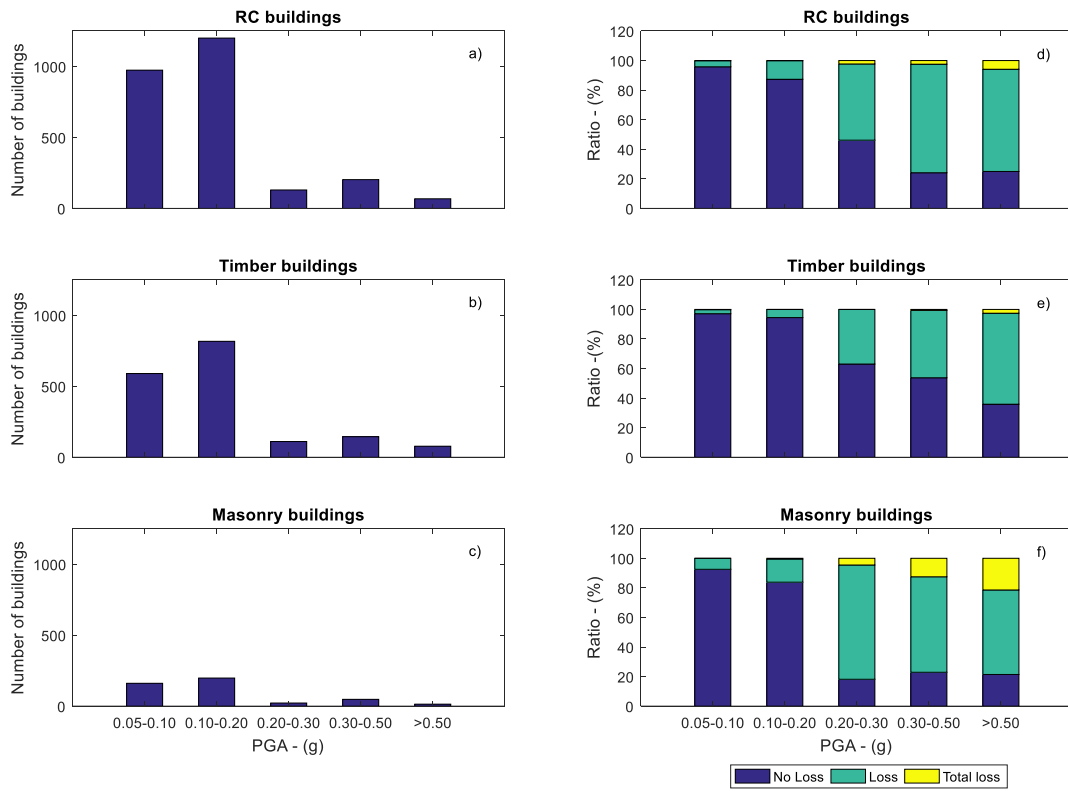 RC buildings
a)
1000
500
0
Number of buildings
Timber buildings
b)
1000
500
0
Number of buildings
Masonry buildings
c)
1000
500
0
Number of buildings
0.05-0.10 0.10-0.20 0.20-0.30 0.30-0.50 >0.50
PGA - (g)
RC buildings
d)
120
100
80
60
40
20
0
Ratio - (%)
Timber buildings
e)
120
100
80
60
40
20
0
Ratio -(%)
Masonry buildings
f)
120
100
80
60
40
20
0
Ratio - (%)
0.05-0.10 0.10-0.20 0.20-0.30 0.30-0.50 >0.50
PGA - (g)
No Loss Loss Total loss